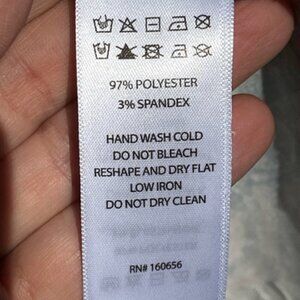 97% POLYESTER
3% SPANDEX
HAND WASH COLD
DO NOT BLEACH
RESHAPE AND DRY FLAT
LOW IRON
DO NOT DRY CLEAN
RN# 160656